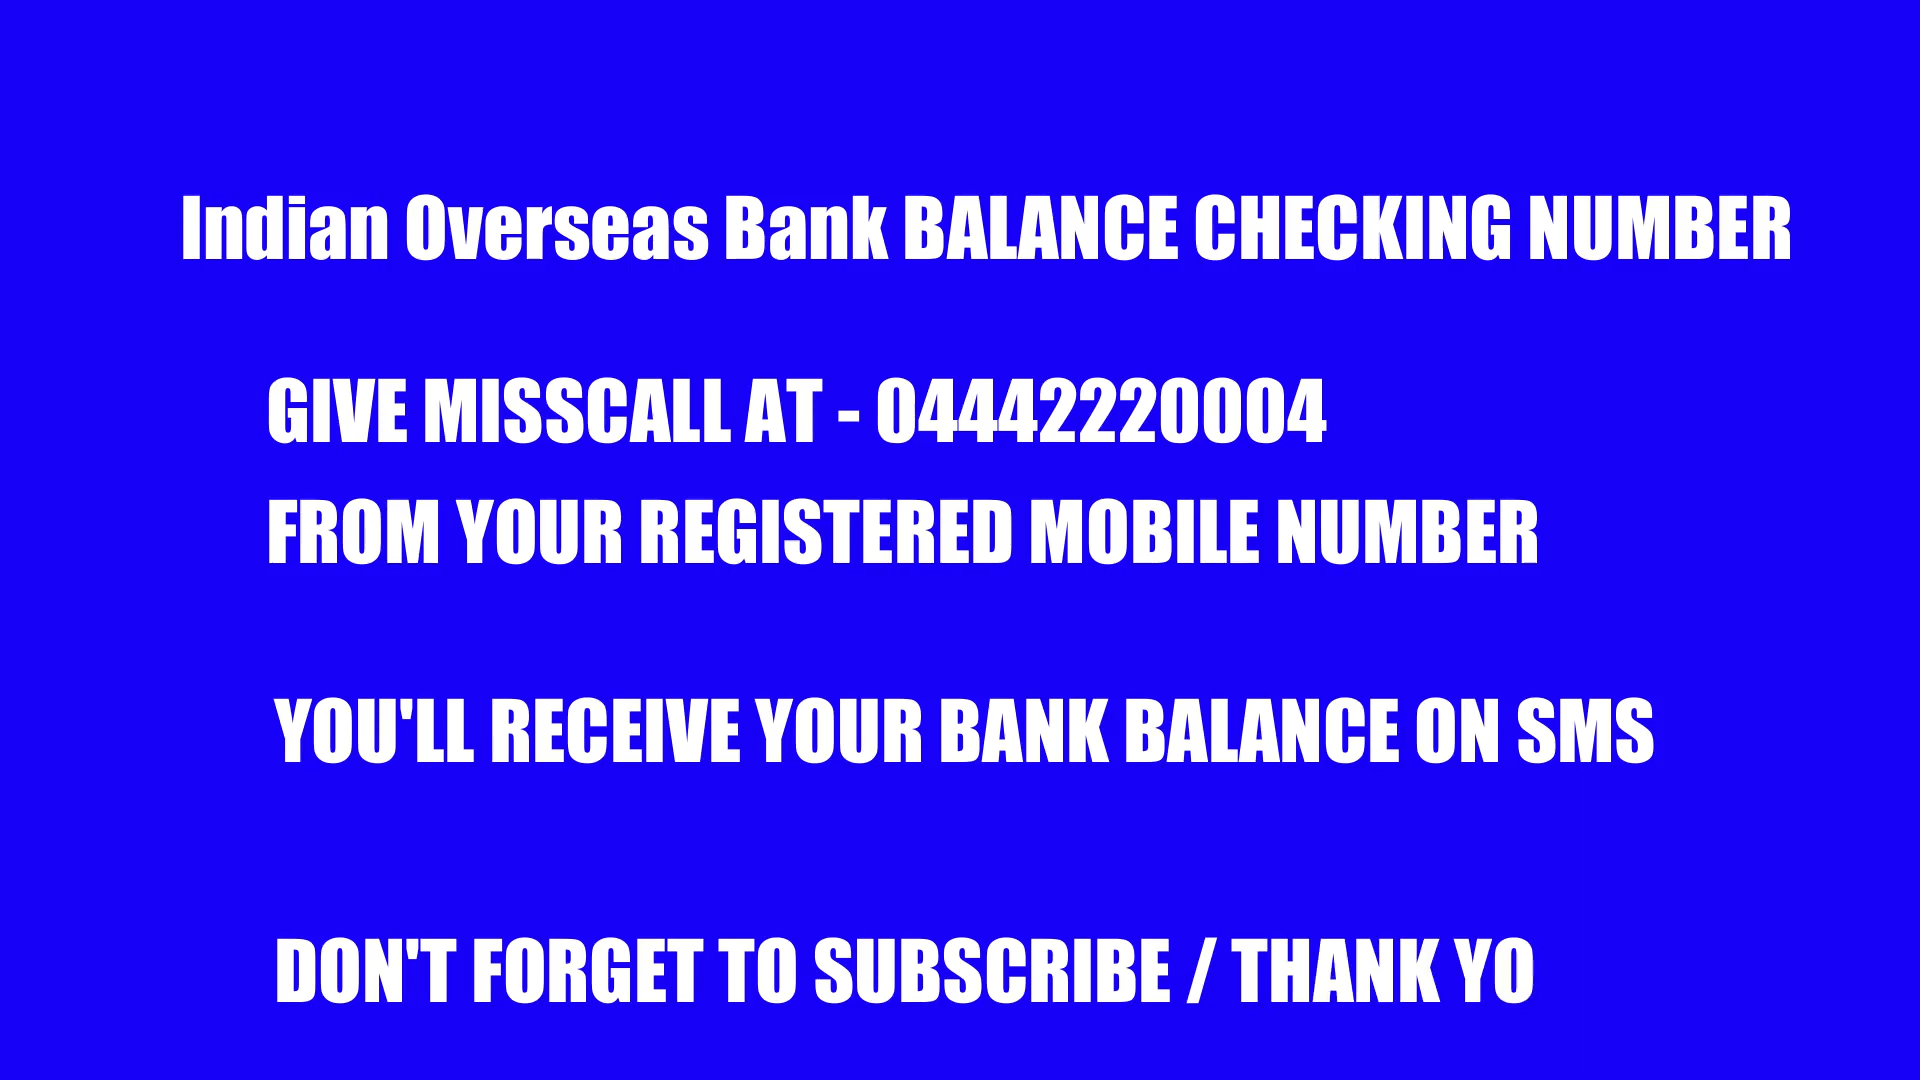 Indian Overseas Bank BALANCE CHECKING NUMBER
GIVE MISSCALL AT - 04442220004
FROM YOUR REGISTERED MOBILE NUMBER
YOU'LL RECEIVE YOUR BANK BALANCE ON SMS
DON'T FORGET TO SUBSCRIBE / THANK YO